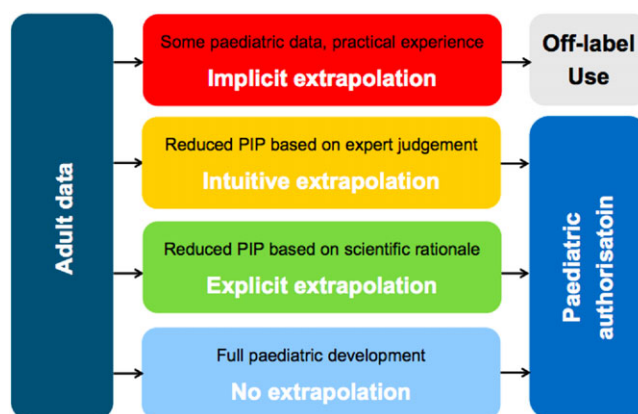 Adult data
Some paediatric data, practical experience
Implicit extrapolation
Off-label
Use
Reduced PIP based on expert judgement
Intuitive extrapolation
Reduced PIP based on scientific rationale
Explicit extrapolation
Full paediatric development
No extrapolation
Paediatric
authorisatoin